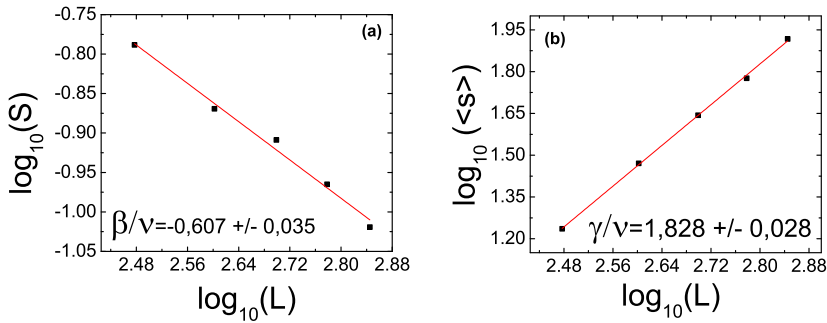 (a)
log10(S)
-0.75
-0.80
-0.85
-0.90
-0.95
-1.00
-1.05
β/ν=-0,607 +/- 0,035
2.48 2.56 2.64 2.72 2.80 2.88
log10(L)
(b)
log10 (<s>)
1.95
1.80
1.65
1.50
1.35
1.20
γ/ν=1,828 +/- 0,028
2.48 2.56 2.64 2.72 2.80 2.88
log10(L)